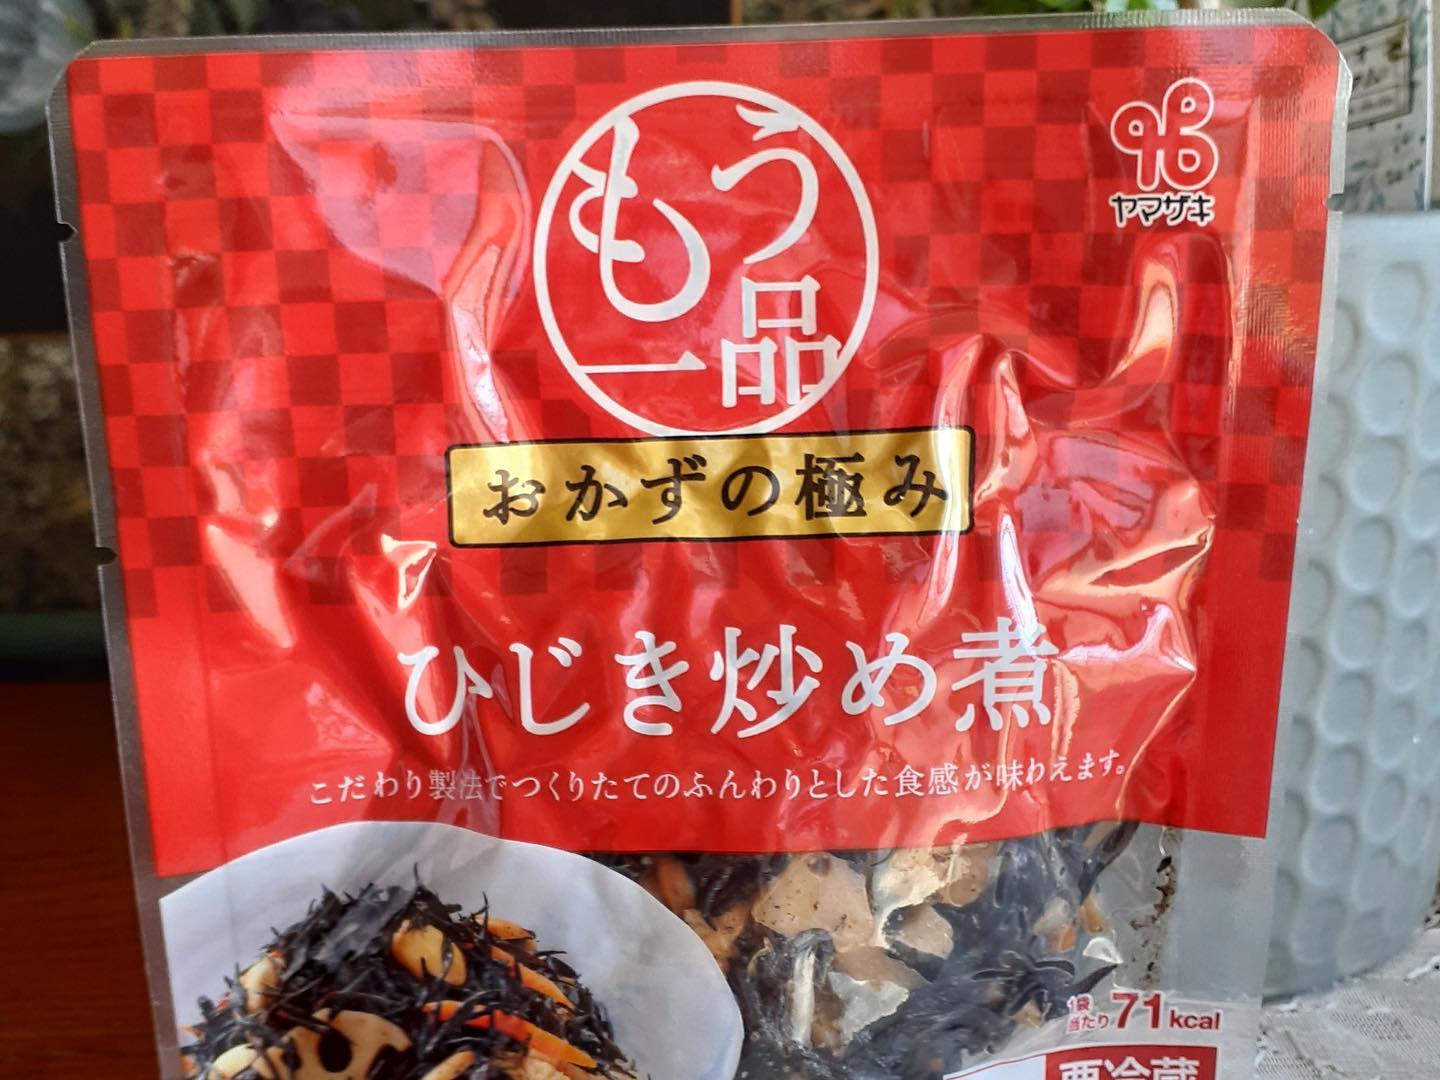 もう
一品
ヤマザキ
おかずの極み
ひじき炒め煮
こだわり製法でつくりたてのふんわりとした食感が味わえます。
1袋
当たり71kcal
要冷蔵